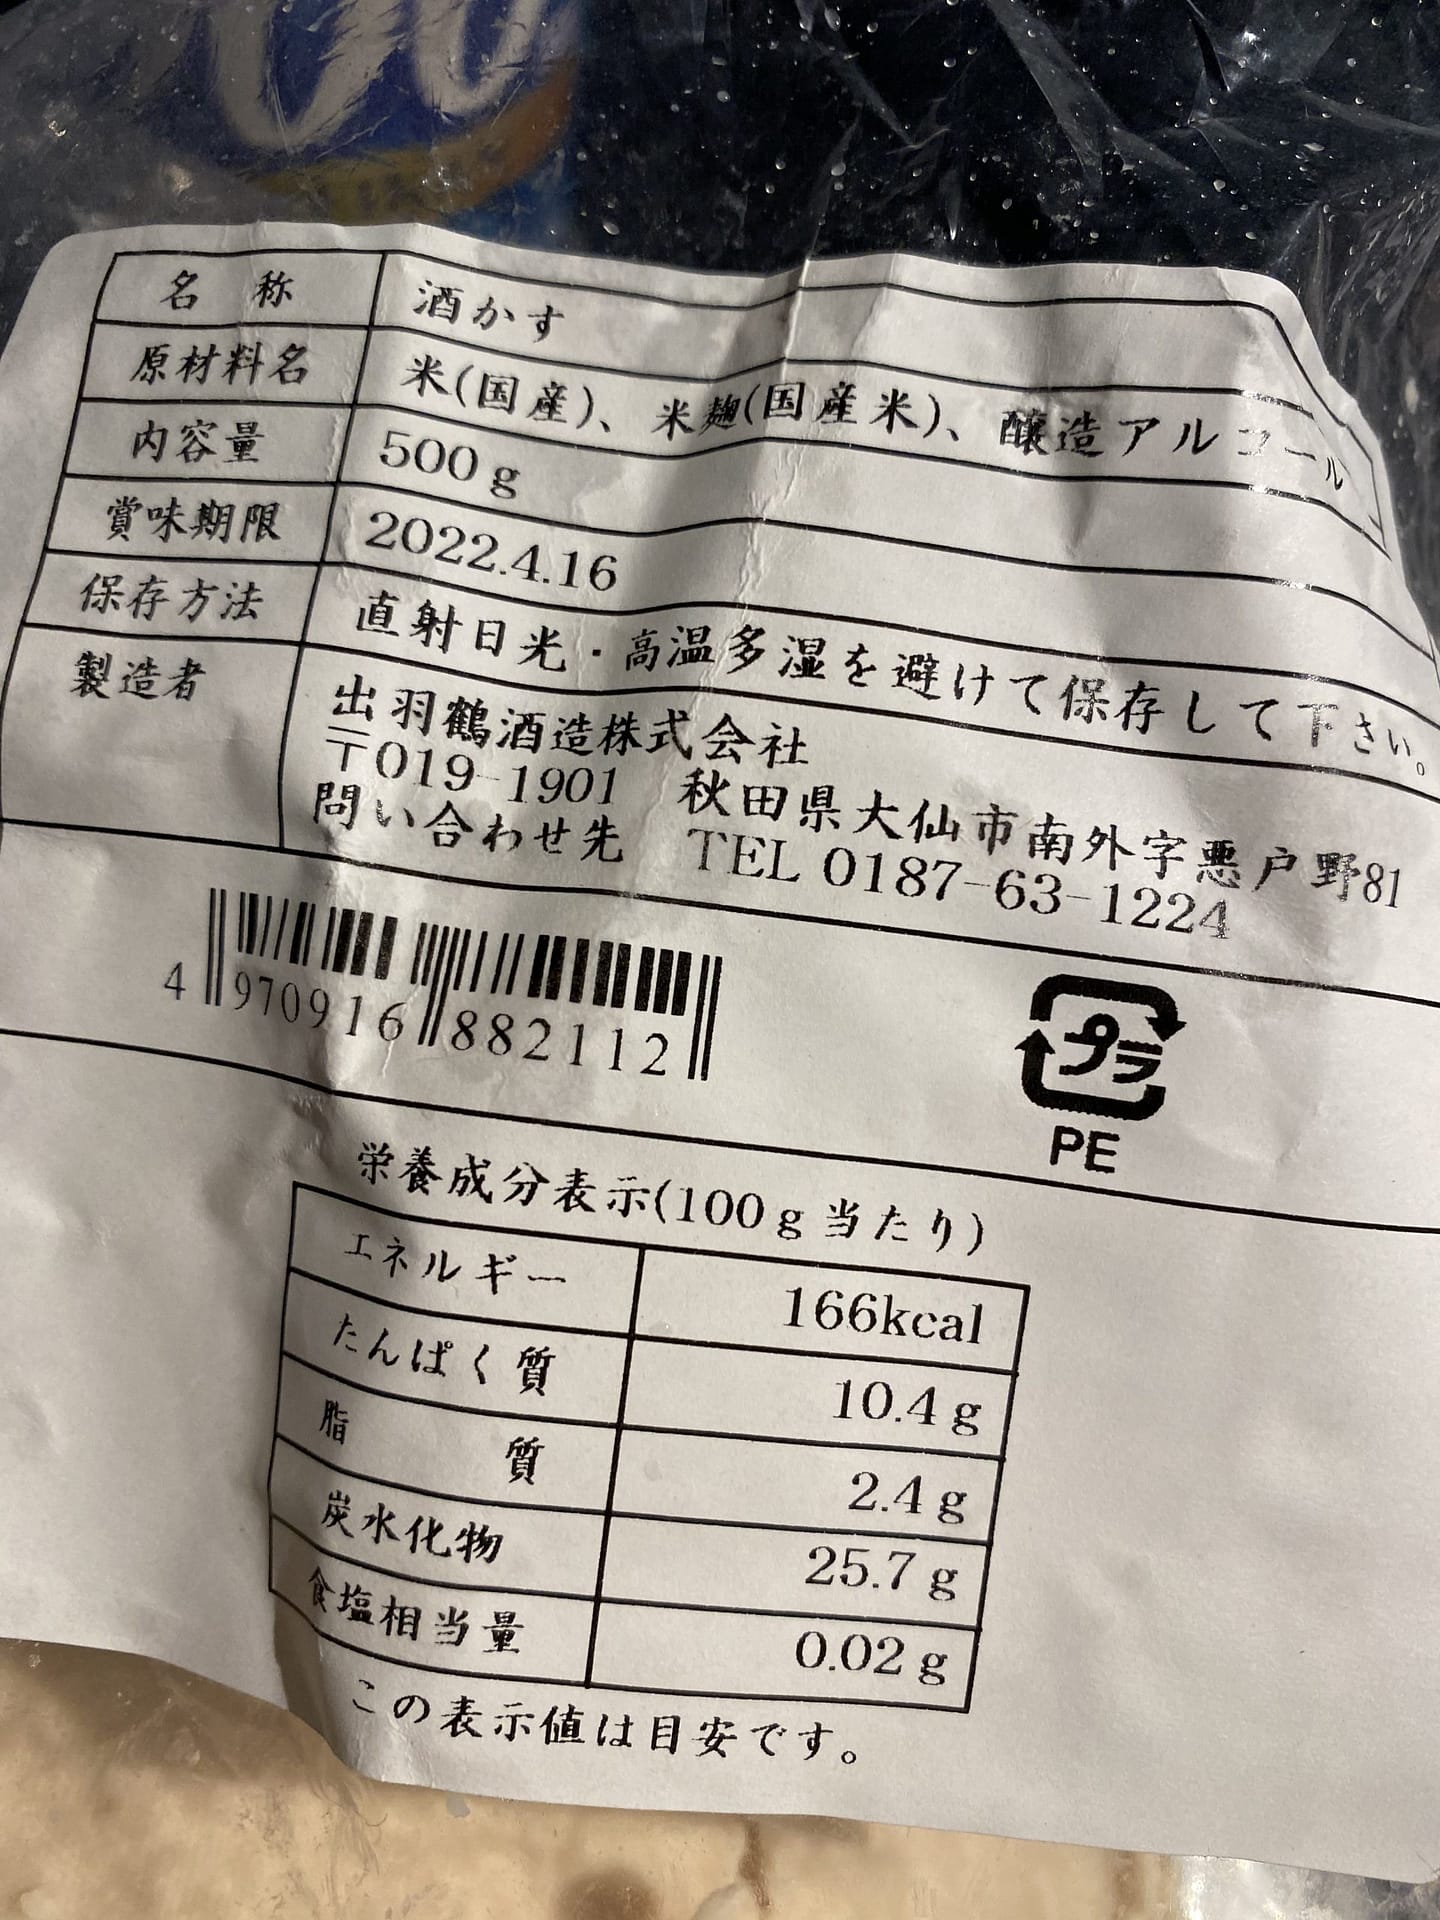 名 称 酒かす
原材料名 米(国産)、米麹(国産米)、醸造アルコール
内容量 500g
賞味期限 2022.4.16
保存方法 直射日光・高温多湿を避けて保存して下さい。
製造者 出羽鶴酒造株式会社
〒019-1901 秋田県大仙市南外字悪戸野81
問い合わせ先 TEL 0187-63-1224
4 970916 882112
プラ
PE
栄養成分表示(100g当たり)
エネルギー 166kcal
たんぱく質 10.4g
脂質 2.4g
炭水化物 25.7g
食塩相当量 0.02g
この表示値は目安です。